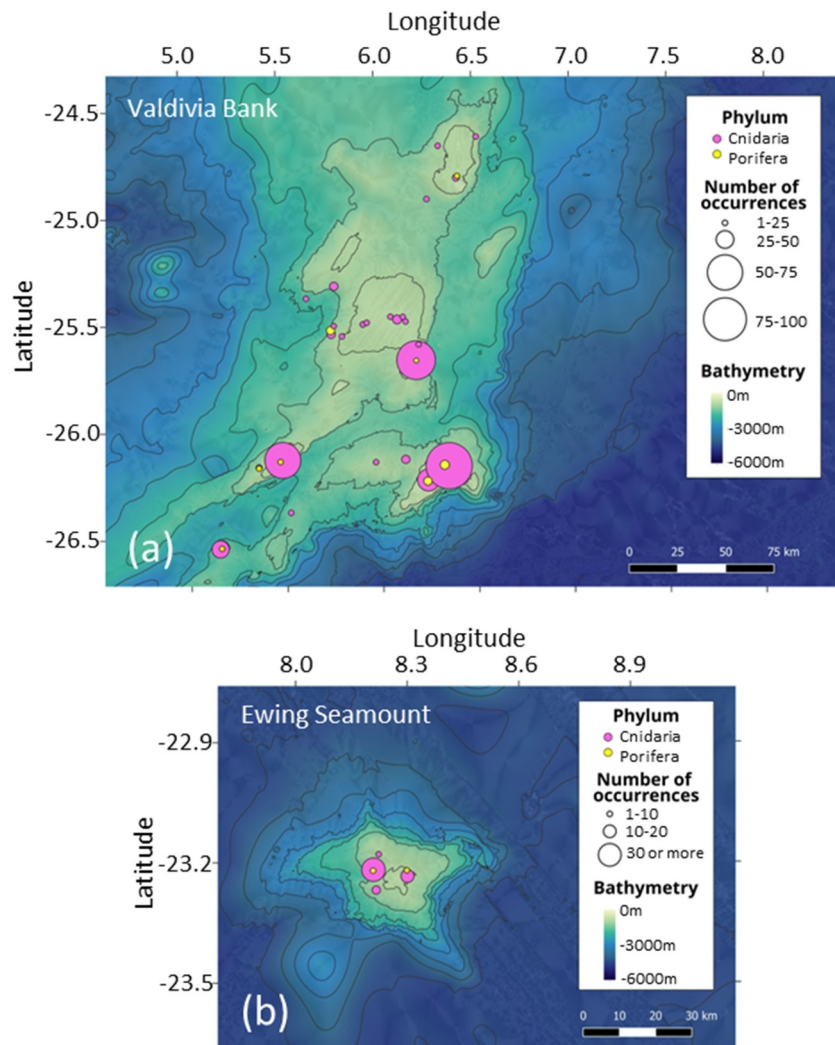 Longitude
5.0 5.5 6.0 6.5 7.0 7.5 8.0
Valdivia Bank
Latitude
-24.5
-25.0
-25.5
-26.0
-26.5
Phylum
Cnidaria
Porifera
Number of
occurrences
1-25
25-50
50-75
75-100
Bathymetry
0m
-3000m
-6000m
(a)
0 25 50 75 km
Longitude
8.0 8.3 8.6 8.9
Ewing Seamount
Latitude
-22.9
-23.2
-23.5
Phylum
Cnidaria
Porifera
Number of
occurrences
1-10
10-20
30 or more
Bathymetry
0m
-3000m
-6000m
(b)
0 10 20 30 km